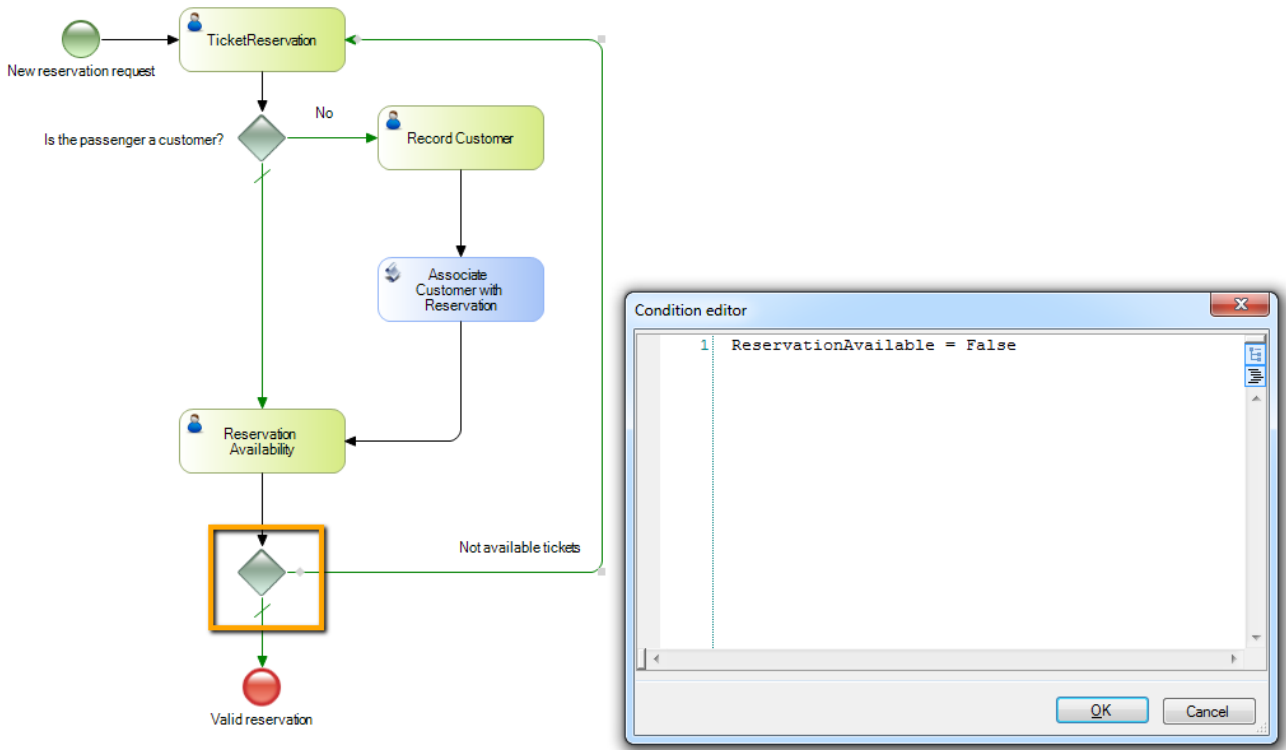 TicketReservation
New reservation request
No
Is the passenger a customer?
Record Customer
Associate
Customer with
Reservation
Reservation
Availability
Not available tickets
Valid reservation
Condition editor
1 ReservationAvailable = False
OK
Cancel